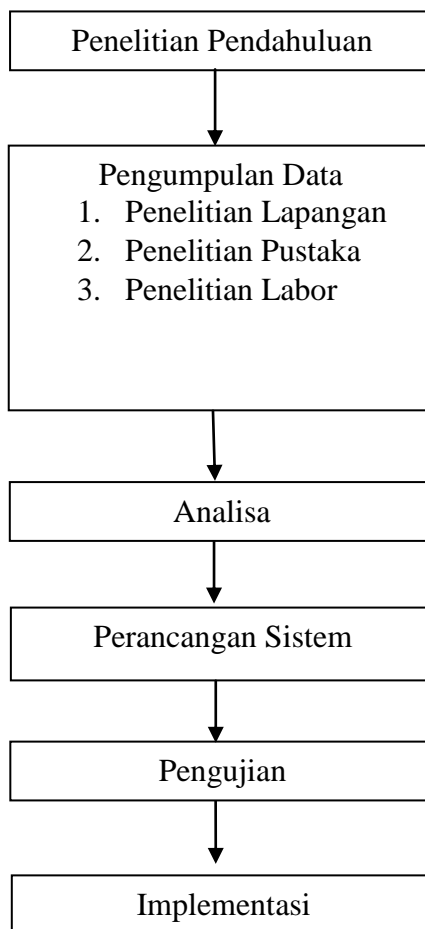 Penelitian Pendahuluan
Pengumpulan Data
1. Penelitian Lapangan
2. Penelitian Pustaka
3. Penelitian Labor
Analisa
Perancangan Sistem
Pengujian
Implementasi